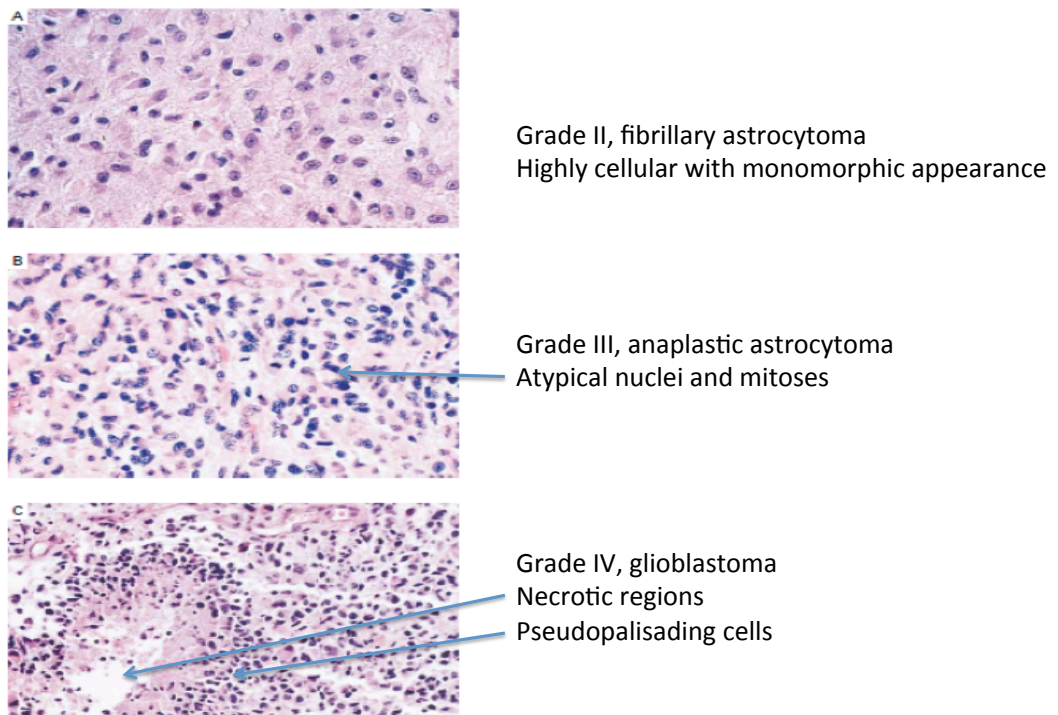 A
Grade II, fibrillary astrocytoma
Highly cellular with monomorphic appearance
B
Grade III, anaplastic astrocytoma
Atypical nuclei and mitoses
C
Grade IV, glioblastoma
Necrotic regions
Pseudopalisading cells